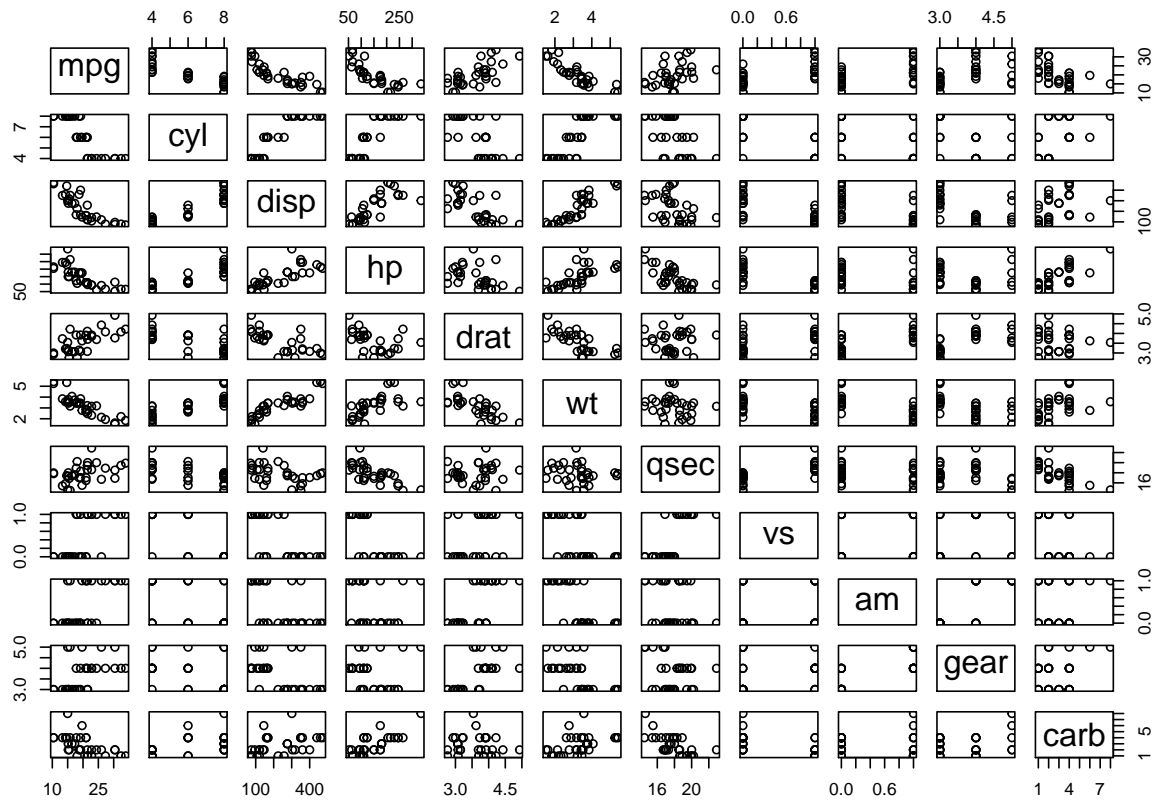 4 6 8 50 250 2 4 0.0 0.6 3.0 4.5
mpg 10 30
4 7 cyl
disp 100
50 hp
drat 3.0 5.0
2 5 wt
qsec 16
0.0 1.0 vs
am 0.0 1.0
3.0 5.0 gear
carb 1 5
10 25 100 400 3.0 4.5 16 20 0.0 0.6 1 4 7